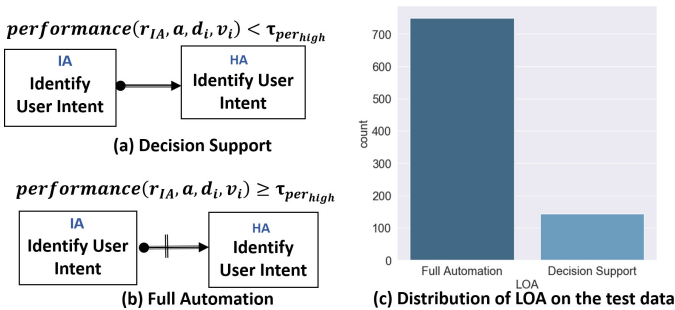 performance(r_IA, a, d_i, v_i) < τ_per_high
IA
Identify
User Intent
HA
Identify User
Intent
(a) Decision Support
performance(r_IA, a, d_i, v_i) ≥ τ_per_high
IA
Identify User
Intent
HA
Identify
User Intent
(b) Full Automation
700
600
500
400
300
200
100
0
count
Full Automation
Decision Support
LOA
(c) Distribution of LOA on the test data